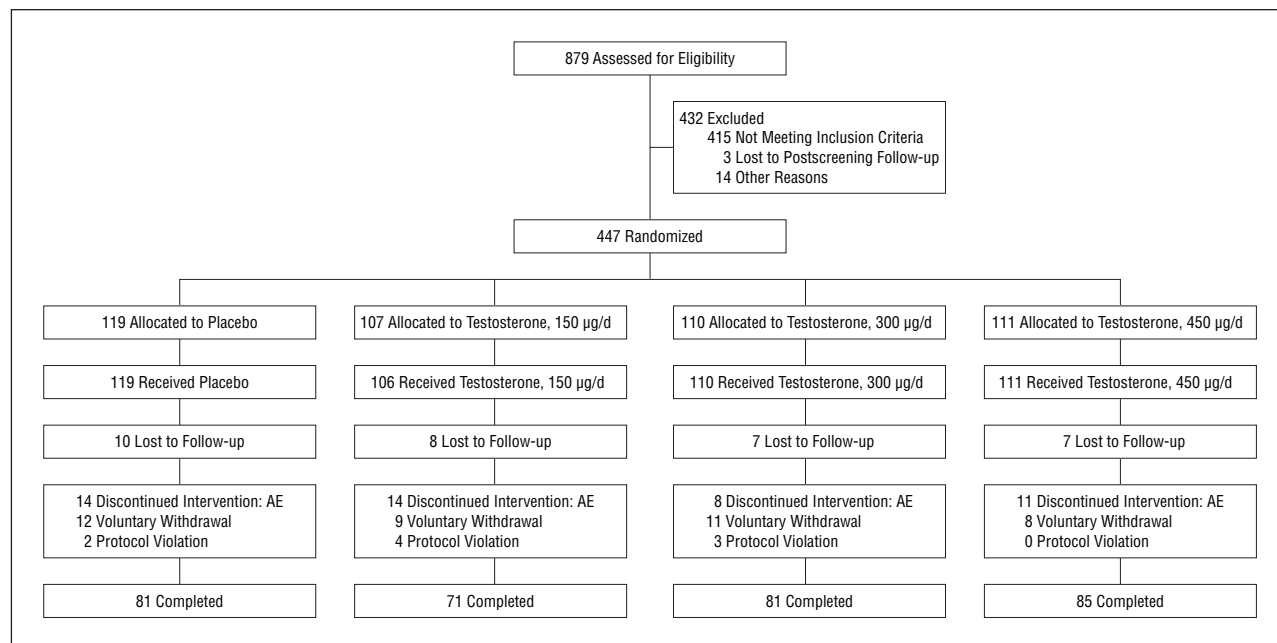 879 Assessed for Eligibility
432 Excluded
415 Not Meeting Inclusion Criteria
3 Lost to Postscreening Follow-up
14 Other Reasons
447 Randomized
119 Allocated to Placebo
107 Allocated to Testosterone, 150 µg/d
110 Allocated to Testosterone, 300 µg/d
111 Allocated to Testosterone, 450 µg/d
119 Received Placebo
106 Received Testosterone, 150 µg/d
110 Received Testosterone, 300 µg/d
111 Received Testosterone, 450 µg/d
10 Lost to Follow-up
8 Lost to Follow-up
7 Lost to Follow-up
7 Lost to Follow-up
14 Discontinued Intervention: AE
12 Voluntary Withdrawal
2 Protocol Violation
14 Discontinued Intervention: AE
9 Voluntary Withdrawal
4 Protocol Violation
8 Discontinued Intervention: AE
11 Voluntary Withdrawal
3 Protocol Violation
11 Discontinued Intervention: AE
8 Voluntary Withdrawal
0 Protocol Violation
81 Completed
71 Completed
81 Completed
85 Completed